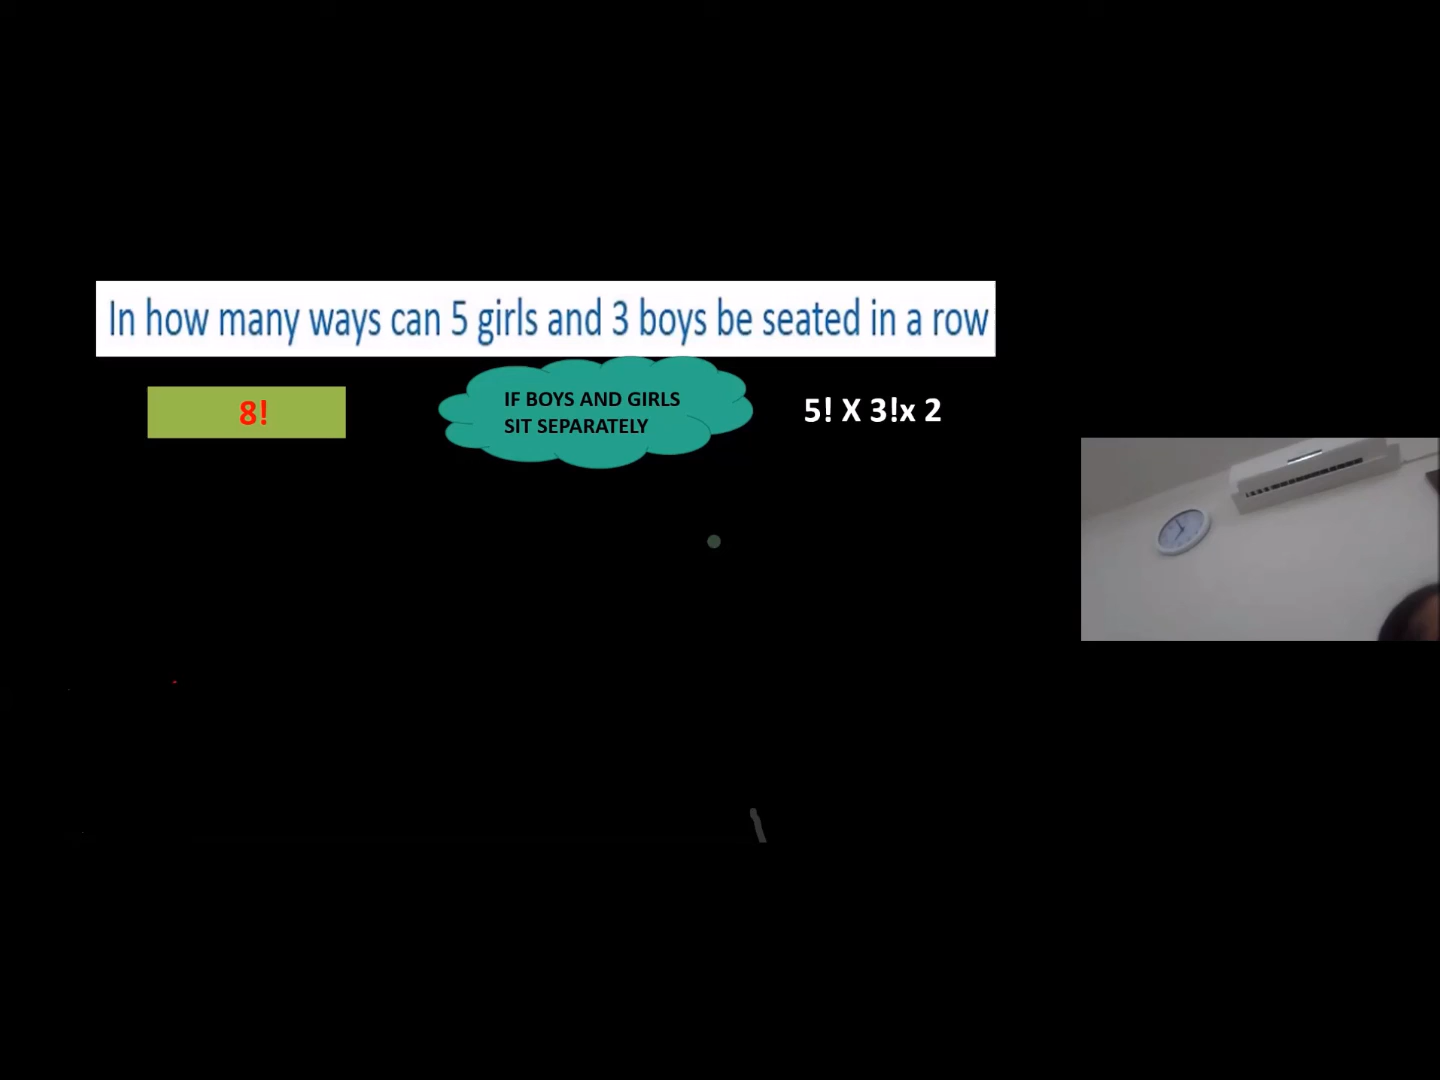 In how many ways can 5 girls and 3 boys be seated in a row
8!
IF BOYS AND GIRLS
SIT SEPARATELY
5! X 3!x 2